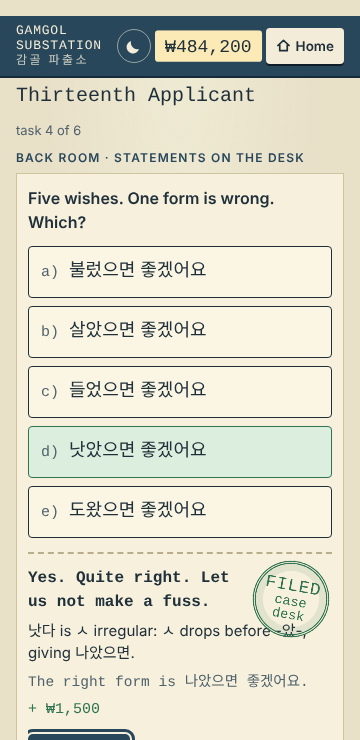 GAMGOL
SUBSTATION
감골 파출소
₩484,200
Home
Thirteenth Applicant
task 4 of 6
BACK ROOM · STATEMENTS ON THE DESK
Five wishes. One form is wrong.
Which?
a) 불렀으면 좋겠어요
b) 살았으면 좋겠어요
c) 들었으면 좋겠어요
d) 낫았으면 좋겠어요
e) 도왔으면 좋겠어요
Yes. Quite right. Let
us not make a fuss.
FILED
case
desk
낫다 is ㅅ irregular: ㅅ drops before -았-,
giving 나았으면.
The right form is 나았으면 좋겠어요.
+ ₩1,500